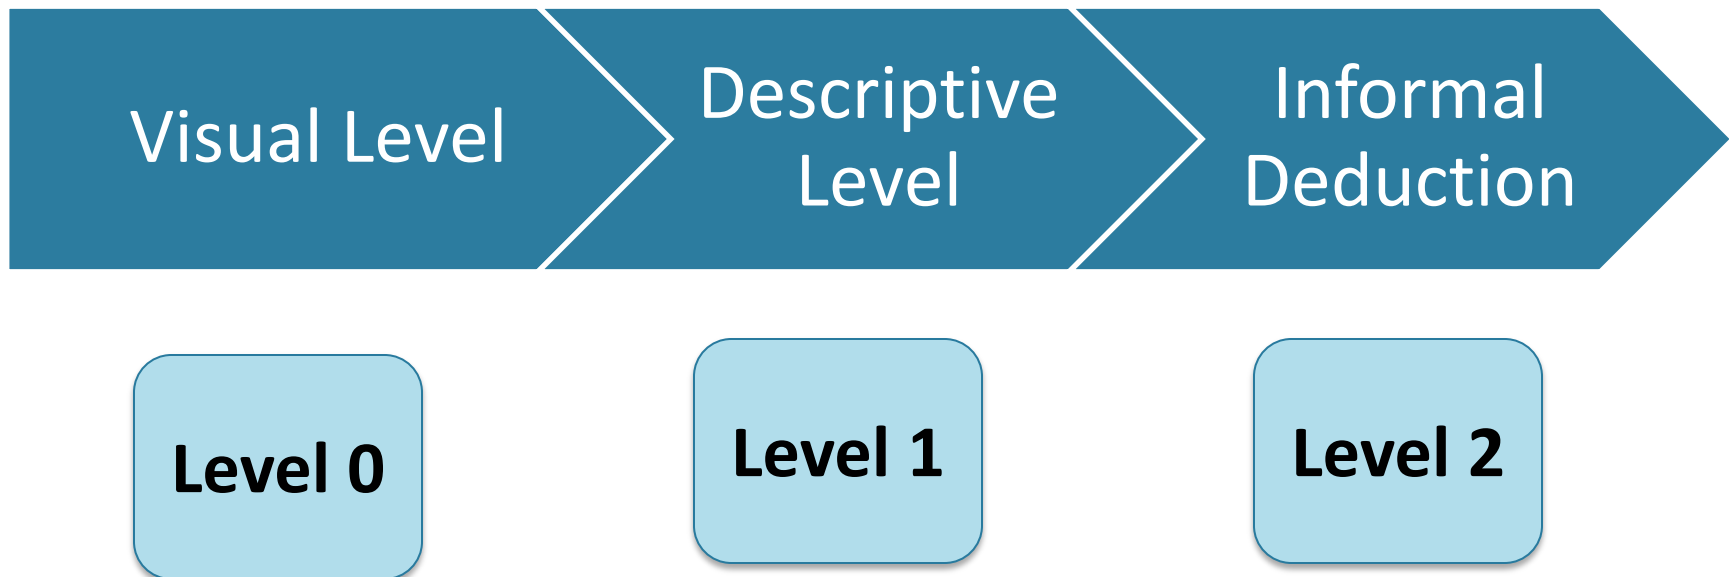 Visual Level
Descriptive
Level
Informal
Deduction
Level 0
Level 1
Level 2